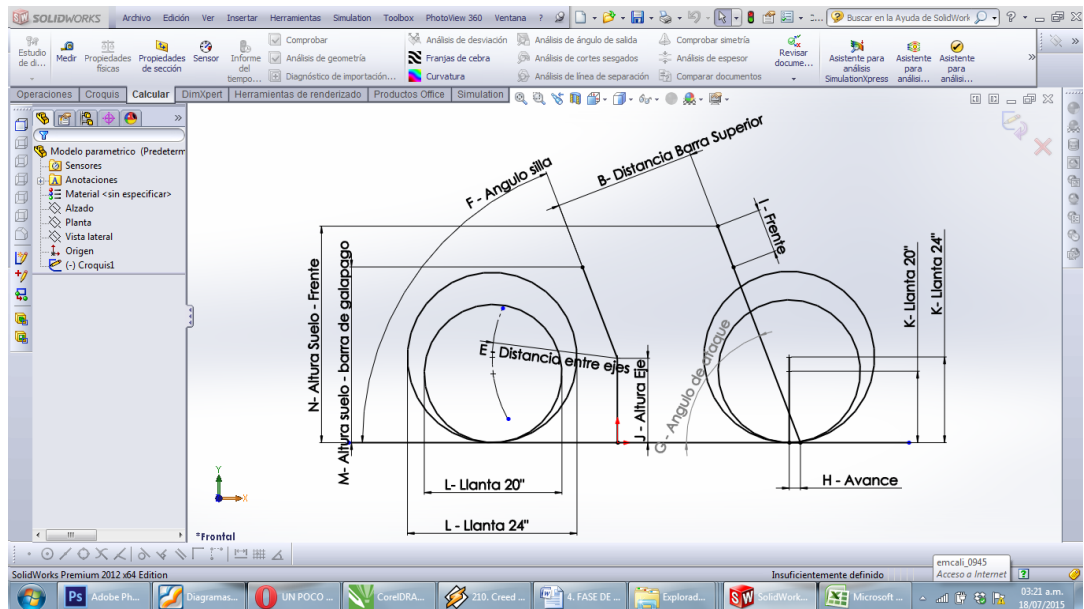 SOLIDWORKS Archivo Edición Ver Insertar Herramientas Simulation Toolbox PhotoView 360 Ventana ? Buscar en la Ayuda de SolidWork
Estudio de di...
Medir
Propiedades físicas
Propiedades de sección
Sensor
Informe del tiempo...
Comprobar
Análisis de geometría
Diagnóstico de importación...
Análisis de desviación
Franjas de cebra
Curvatura
Análisis de ángulo de salida
Análisis de cortes sesgados
Análisis de línea de separación
Comprobar simetría
Análisis de espesor
Comparar documentos
Revisar docume...
Asistente para análisis SimulationXpress
Asistente para análisi...
Asistente para análisi...
Operaciones Croquis Calcular DimXpert Herramientas de renderizado Productos Office Simulation
Modelo parametrico (Predeterm
Sensores
Anotaciones
Material <sin especificar>
Alzado
Planta
Vista lateral
Origen
(-) Croquis1
F - Angulo silla
B- Distancia Barra Superior
I - Frente
N- Altura Suelo - Frente
M- Altura suelo - barra de galapago
E - Distancia entre ejes
J - Altura Eje
G - Angulo de ataque
K- Llanta 20"
K- Llanta 24"
L- Llanta 20"
L - Llanta 24"
H - Avance
Y
X
*Frontal
SolidWorks Premium 2012 x64 Edition
Insuficientemente definido
emcali_0945
Acceso a Internet
Adobe Ph... Diagramas... UN POCO ... CorelDRA... 210. Creed ... 4. FASE DE ... Explorad... SolidWork... Microsoft ...
03:21 a.m.
18/07/2015